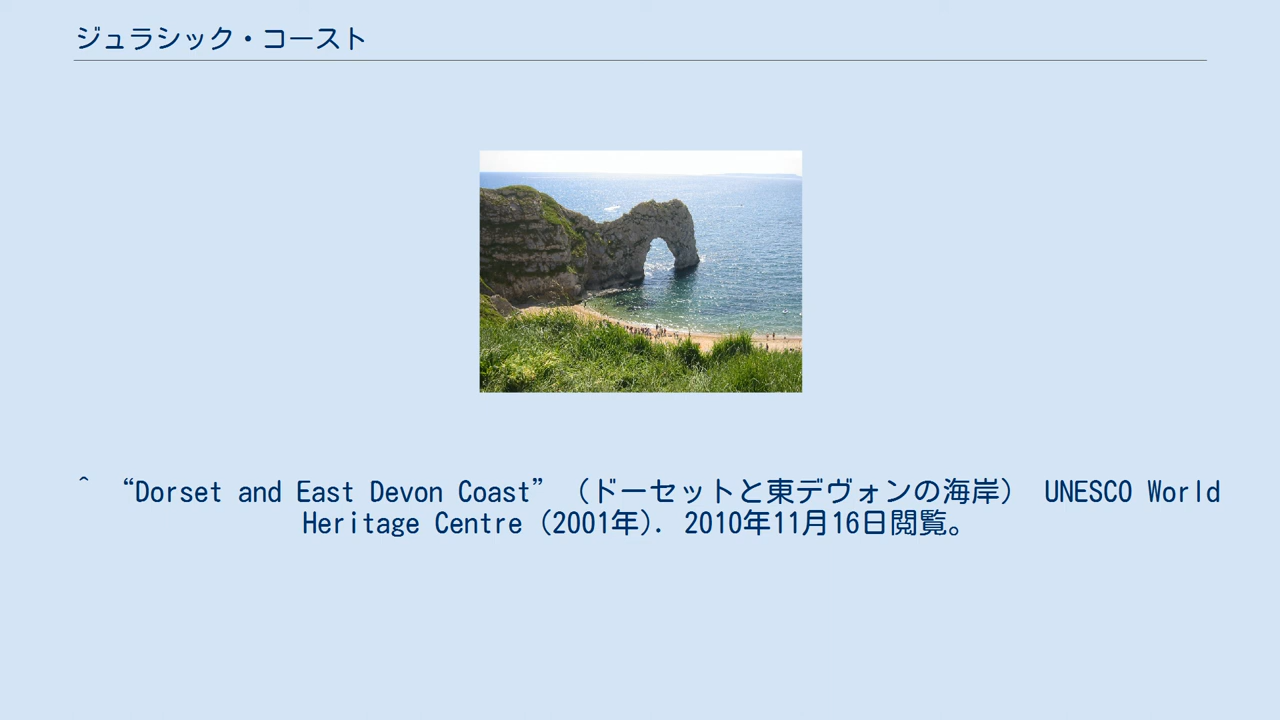 ジュラシック・コースト
^ “Dorset and East Devon Coast” （ドーセットと東デヴォンの海岸） UNESCO World
Heritage Centre (2001年). 2010年11月16日閲覧。